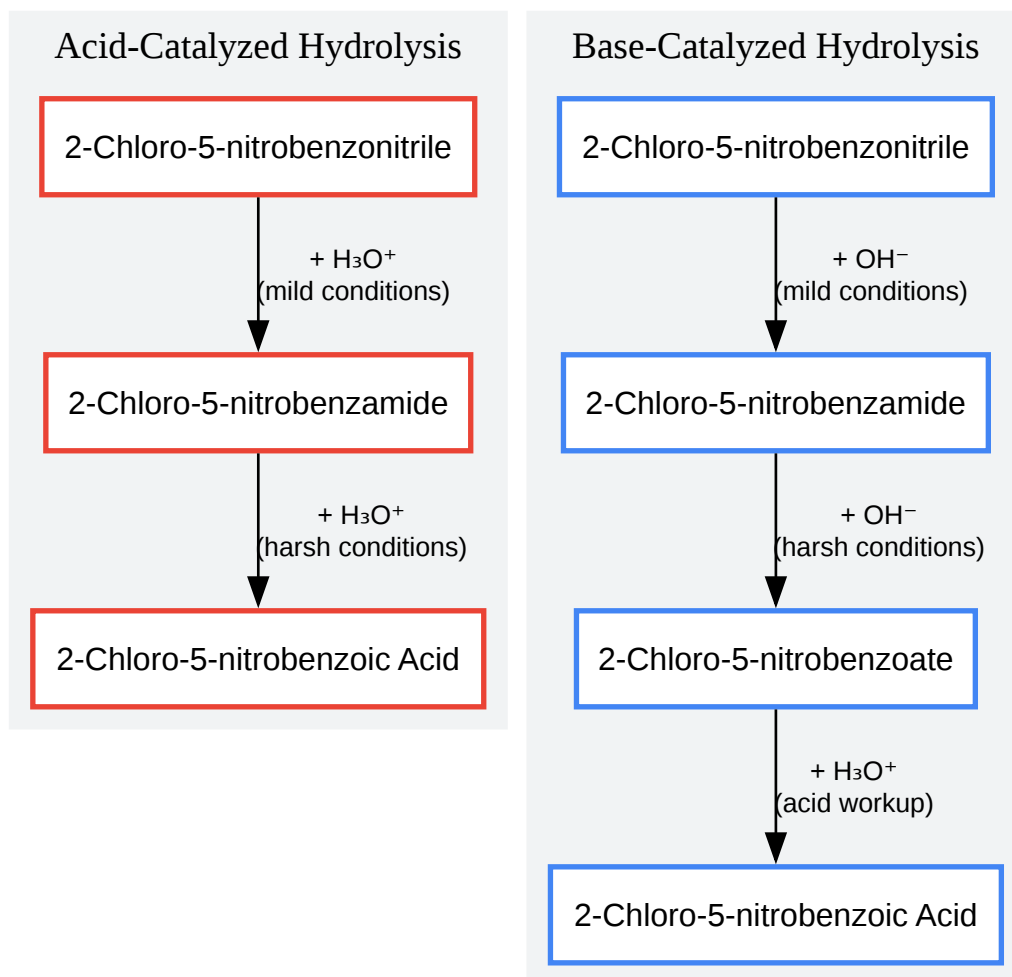 Acid-Catalyzed Hydrolysis
2-Chloro-5-nitrobenzonitrile
+ H₃O⁺
(mild conditions)
2-Chloro-5-nitrobenzamide
+ H₃O⁺
(harsh conditions)
2-Chloro-5-nitrobenzoic Acid
Base-Catalyzed Hydrolysis
2-Chloro-5-nitrobenzonitrile
+ OH⁻
(mild conditions)
2-Chloro-5-nitrobenzamide
+ OH⁻
(harsh conditions)
2-Chloro-5-nitrobenzoate
+ H₃O⁺
(acid workup)
2-Chloro-5-nitrobenzoic Acid